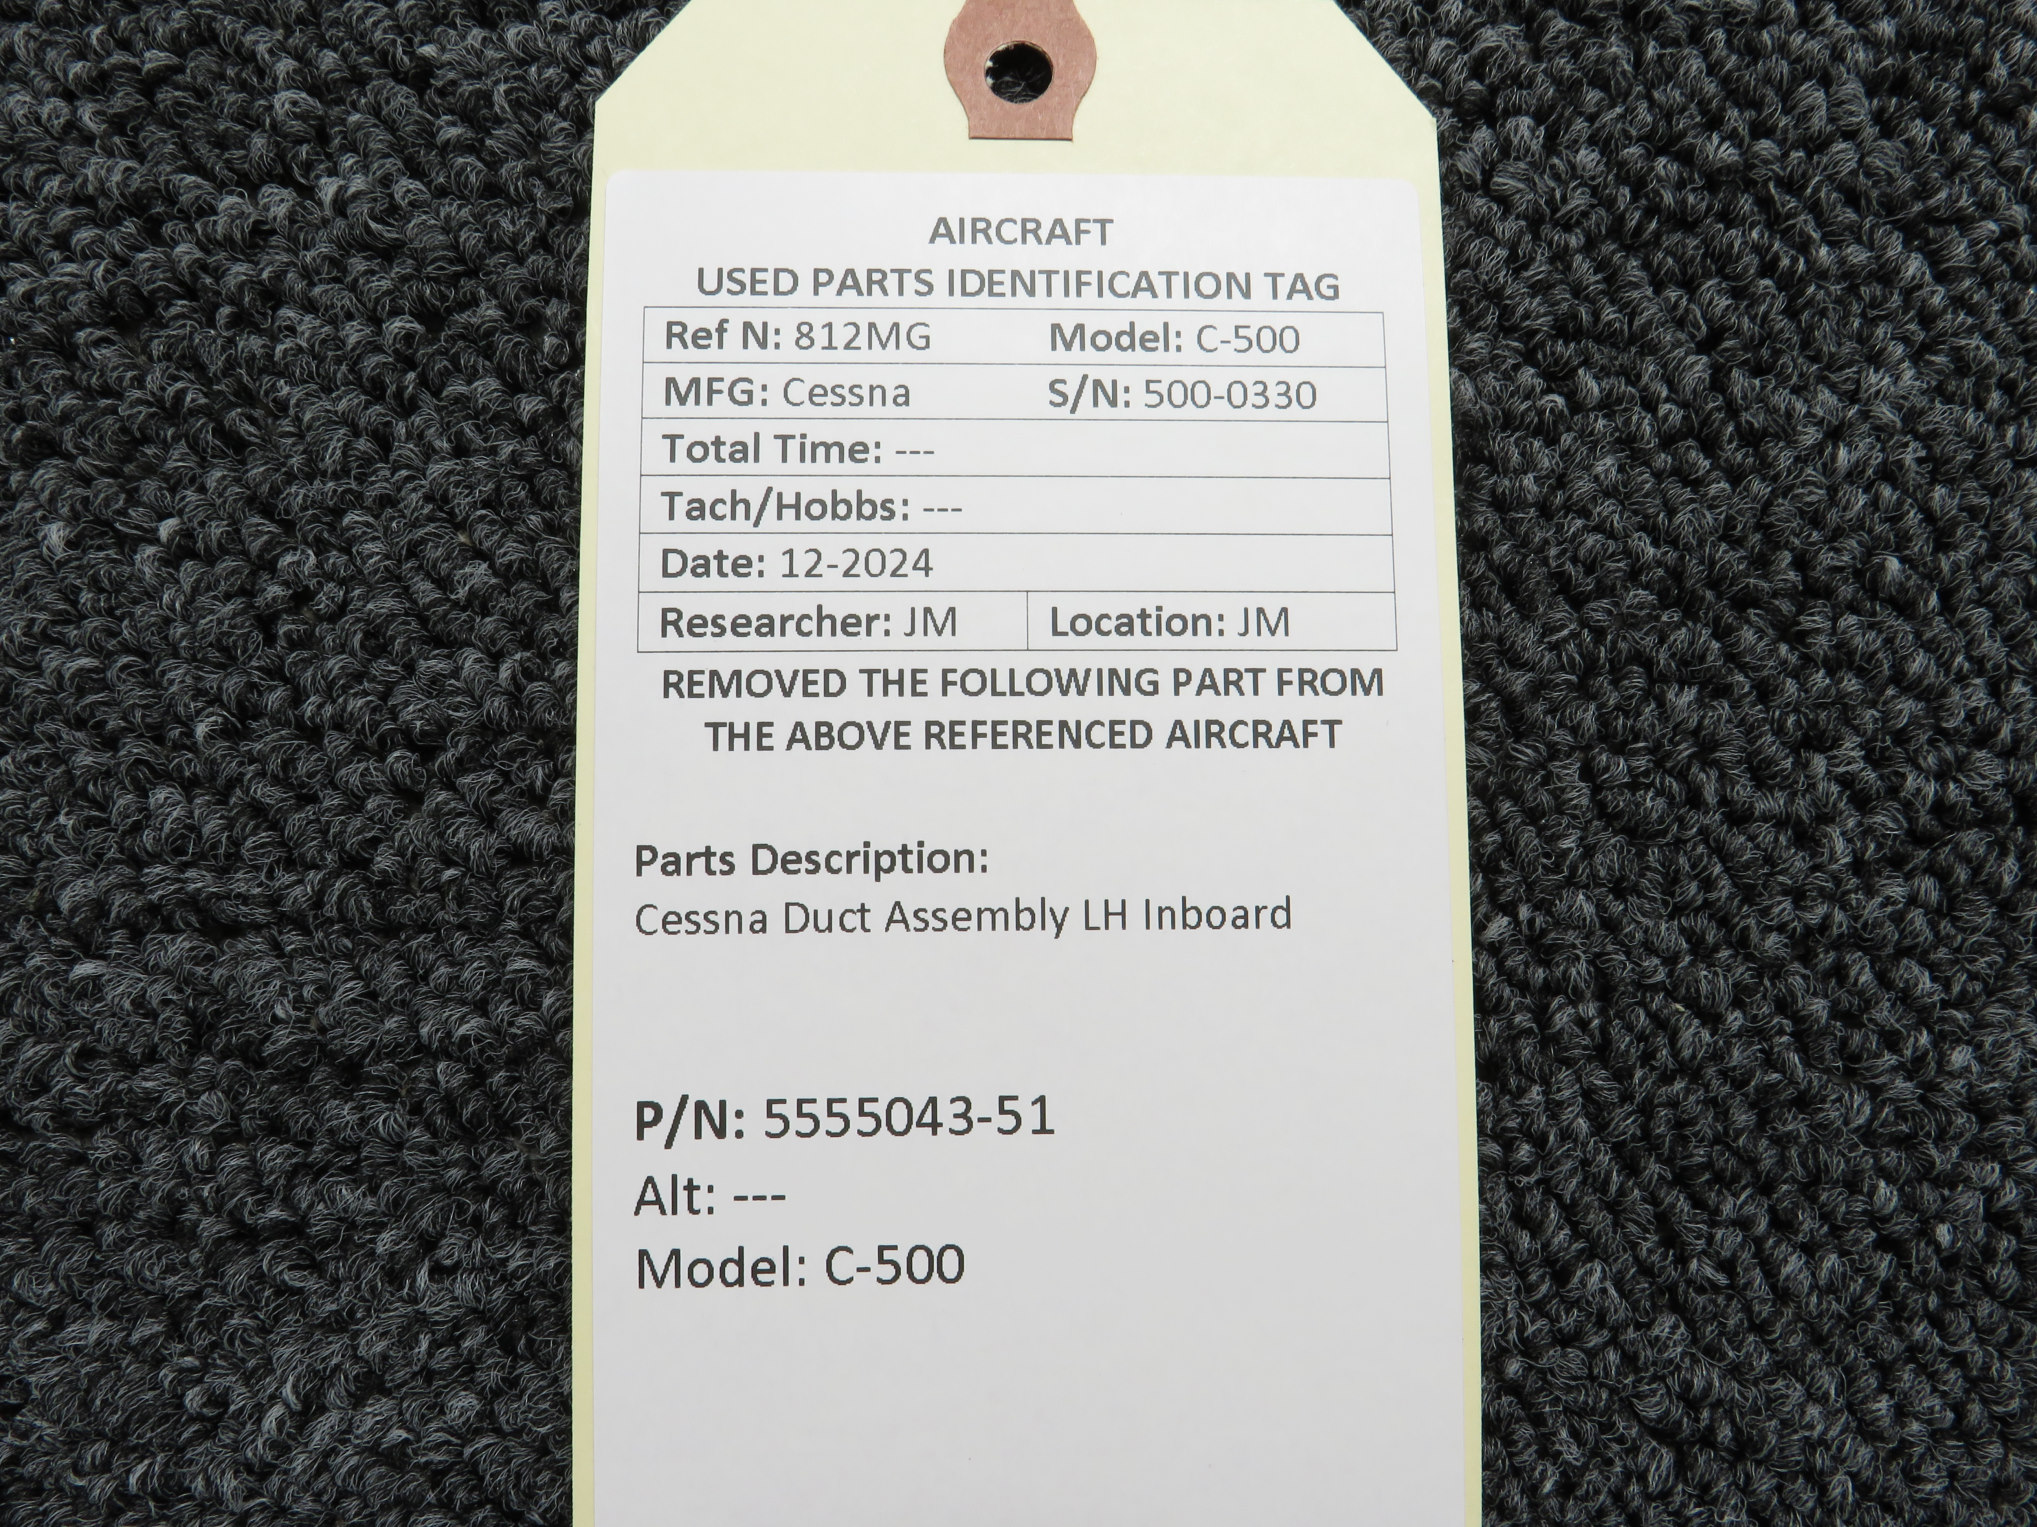 AIRCRAFT
USED PARTS IDENTIFICATION TAG
Ref N: 812MG Model: C-500
MFG: Cessna S/N: 500-0330
Total Time: ---
Tach/Hobbs: ---
Date: 12-2024
Researcher: JM Location: JM
REMOVED THE FOLLOWING PART FROM
THE ABOVE REFERENCED AIRCRAFT
Parts Description:
Cessna Duct Assembly LH Inboard
P/N: 5555043-51
Alt: ---
Model: C-500